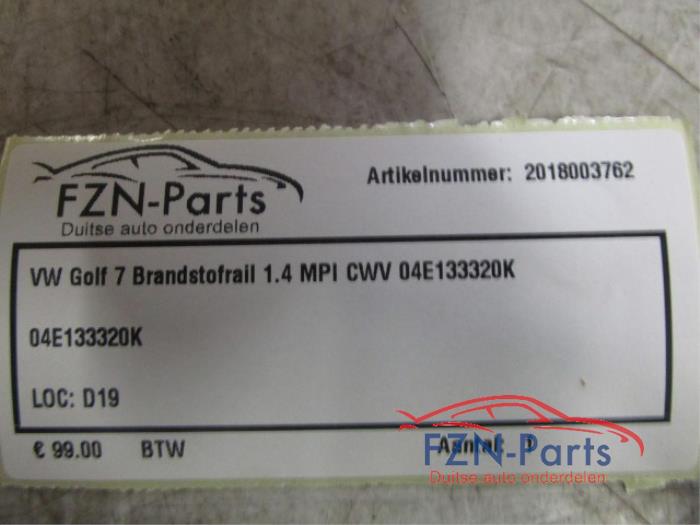 FZN-Parts
Duitse auto onderdelen
Artikelnummer: 2018003762
VW Golf 7 Brandstofrail 1.4 MPI CWV 04E133320K
04E133320K
LOC: D19
€ 99.00 BTW
Aantal:
FZN-Parts
Duitse auto onderdelen